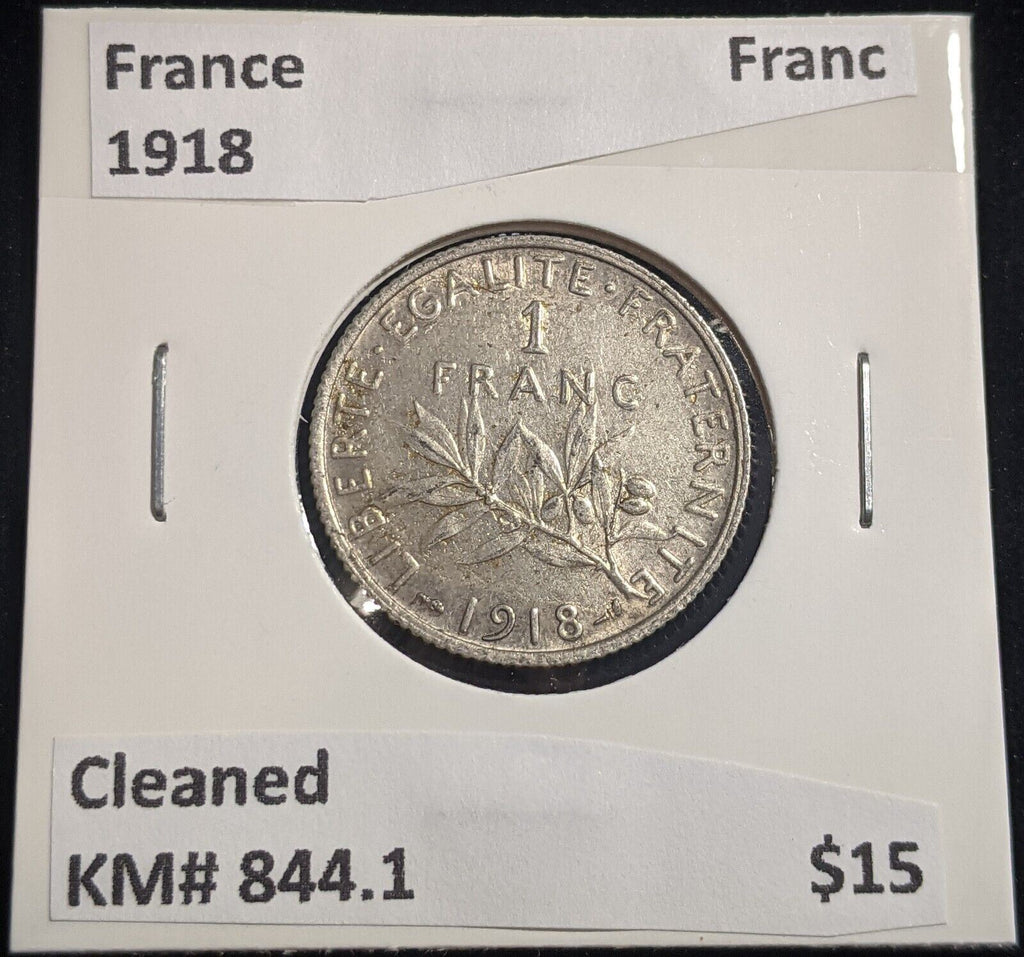 France Franc
1918
LIBERTE·EGALITE·FRATERNITE
1
FRANC
1918
Cleaned
KM# 844.1 $15